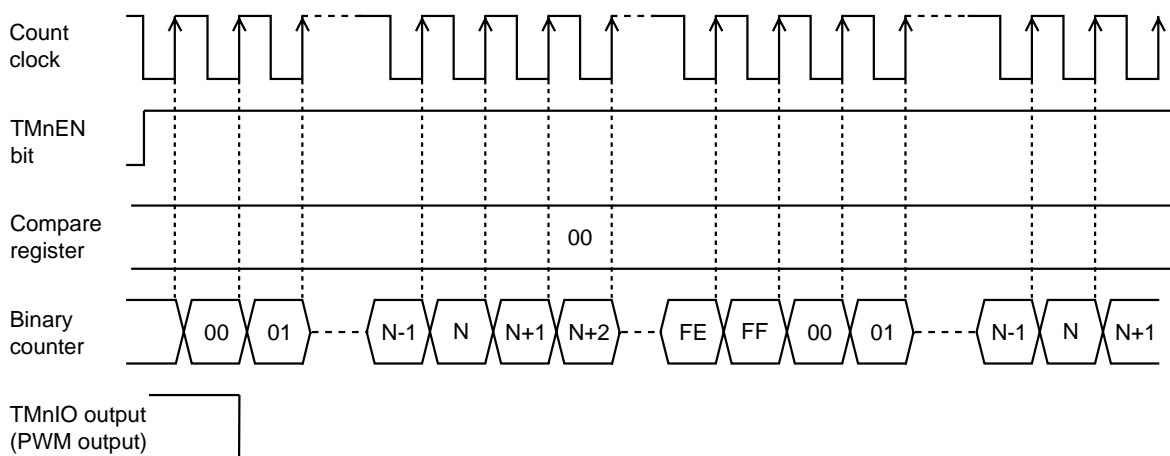 Count
clock
TMnEN
bit
Compare
register
00
Binary
counter
00 01 N-1 N N+1 N+2 FE FF 00 01 N-1 N N+1
TMnIO output
(PWM output)